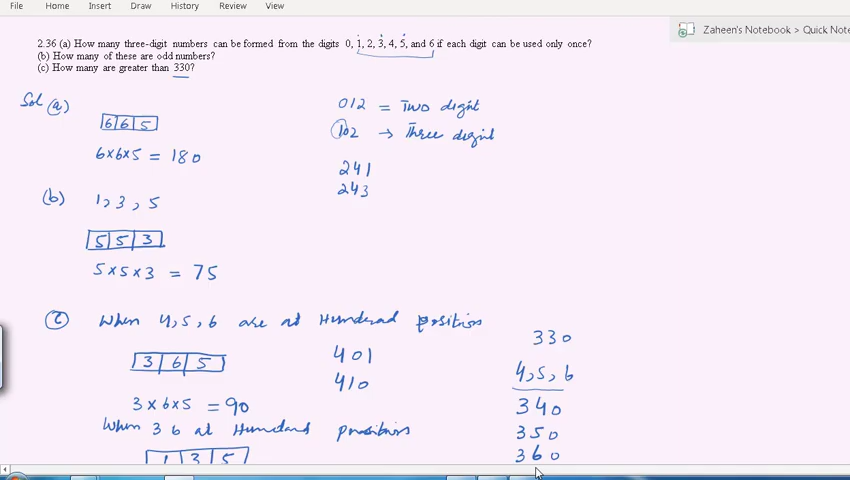 File Home Insert Draw History Review View
Zaheen's Notebook > Quick Note
2.36 (a) How many three-digit numbers can be formed from the digits 0, 1, 2, 3, 4, 5, and 6 if each digit can be used only once?
(b) How many of these are odd numbers?
(c) How many are greater than 330?
Sol (a)
6 6 5
6×6×5 = 180
012 = Two digit
102 → Three digit
241
243
(b) 1, 3, 5
5 5 3
5×5×3 = 75
(c) When 4, 5, 6 are at Hunderad positions
3 6 5
3×6×5 = 90
401
410
330
4, 5, 6
340
350
360
When 3 is at Hunderad positions
1 3 5